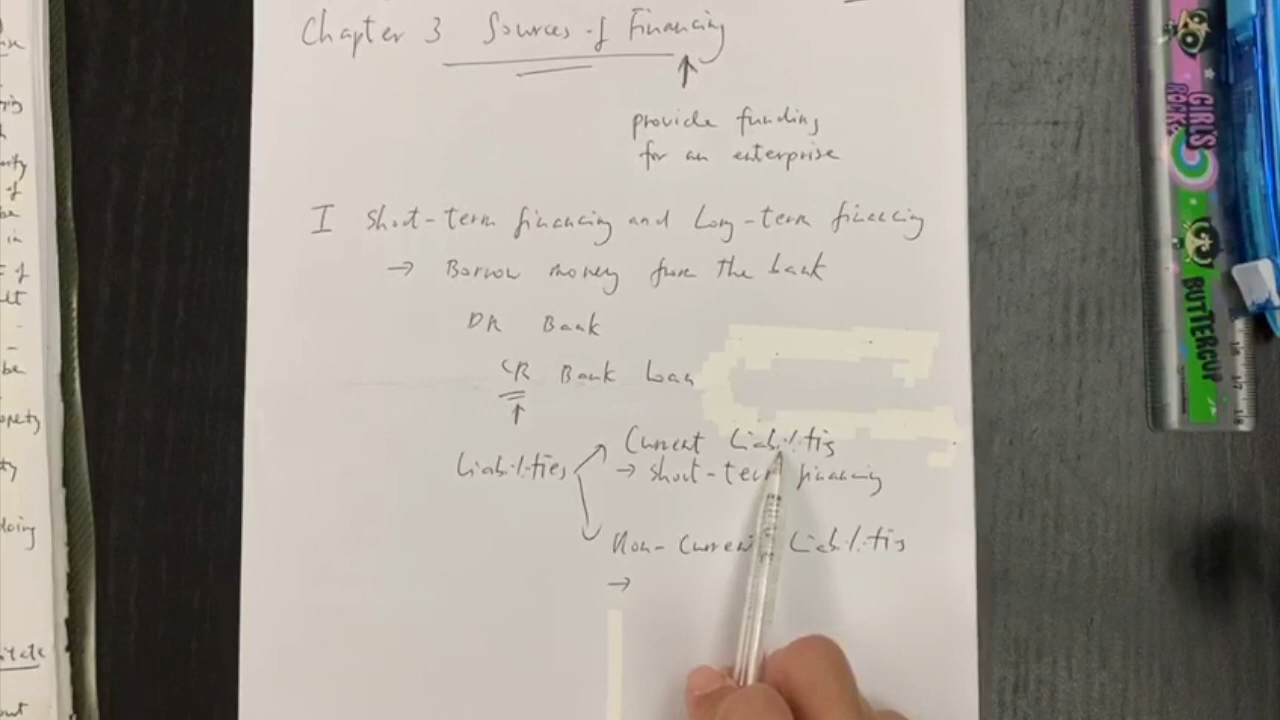 Chapter 3 Sources of Financing
↑
provide funding
for an enterprise
I Short-term financing and Long-term financing
→ Borrow money from the bank
DR Bank
CR Bank Loan
↑
Liabilities
Current Liabilities
→ short-term financing
Non-Current Liabilities
→
GIRLS
ROCK
BUTTERCUP